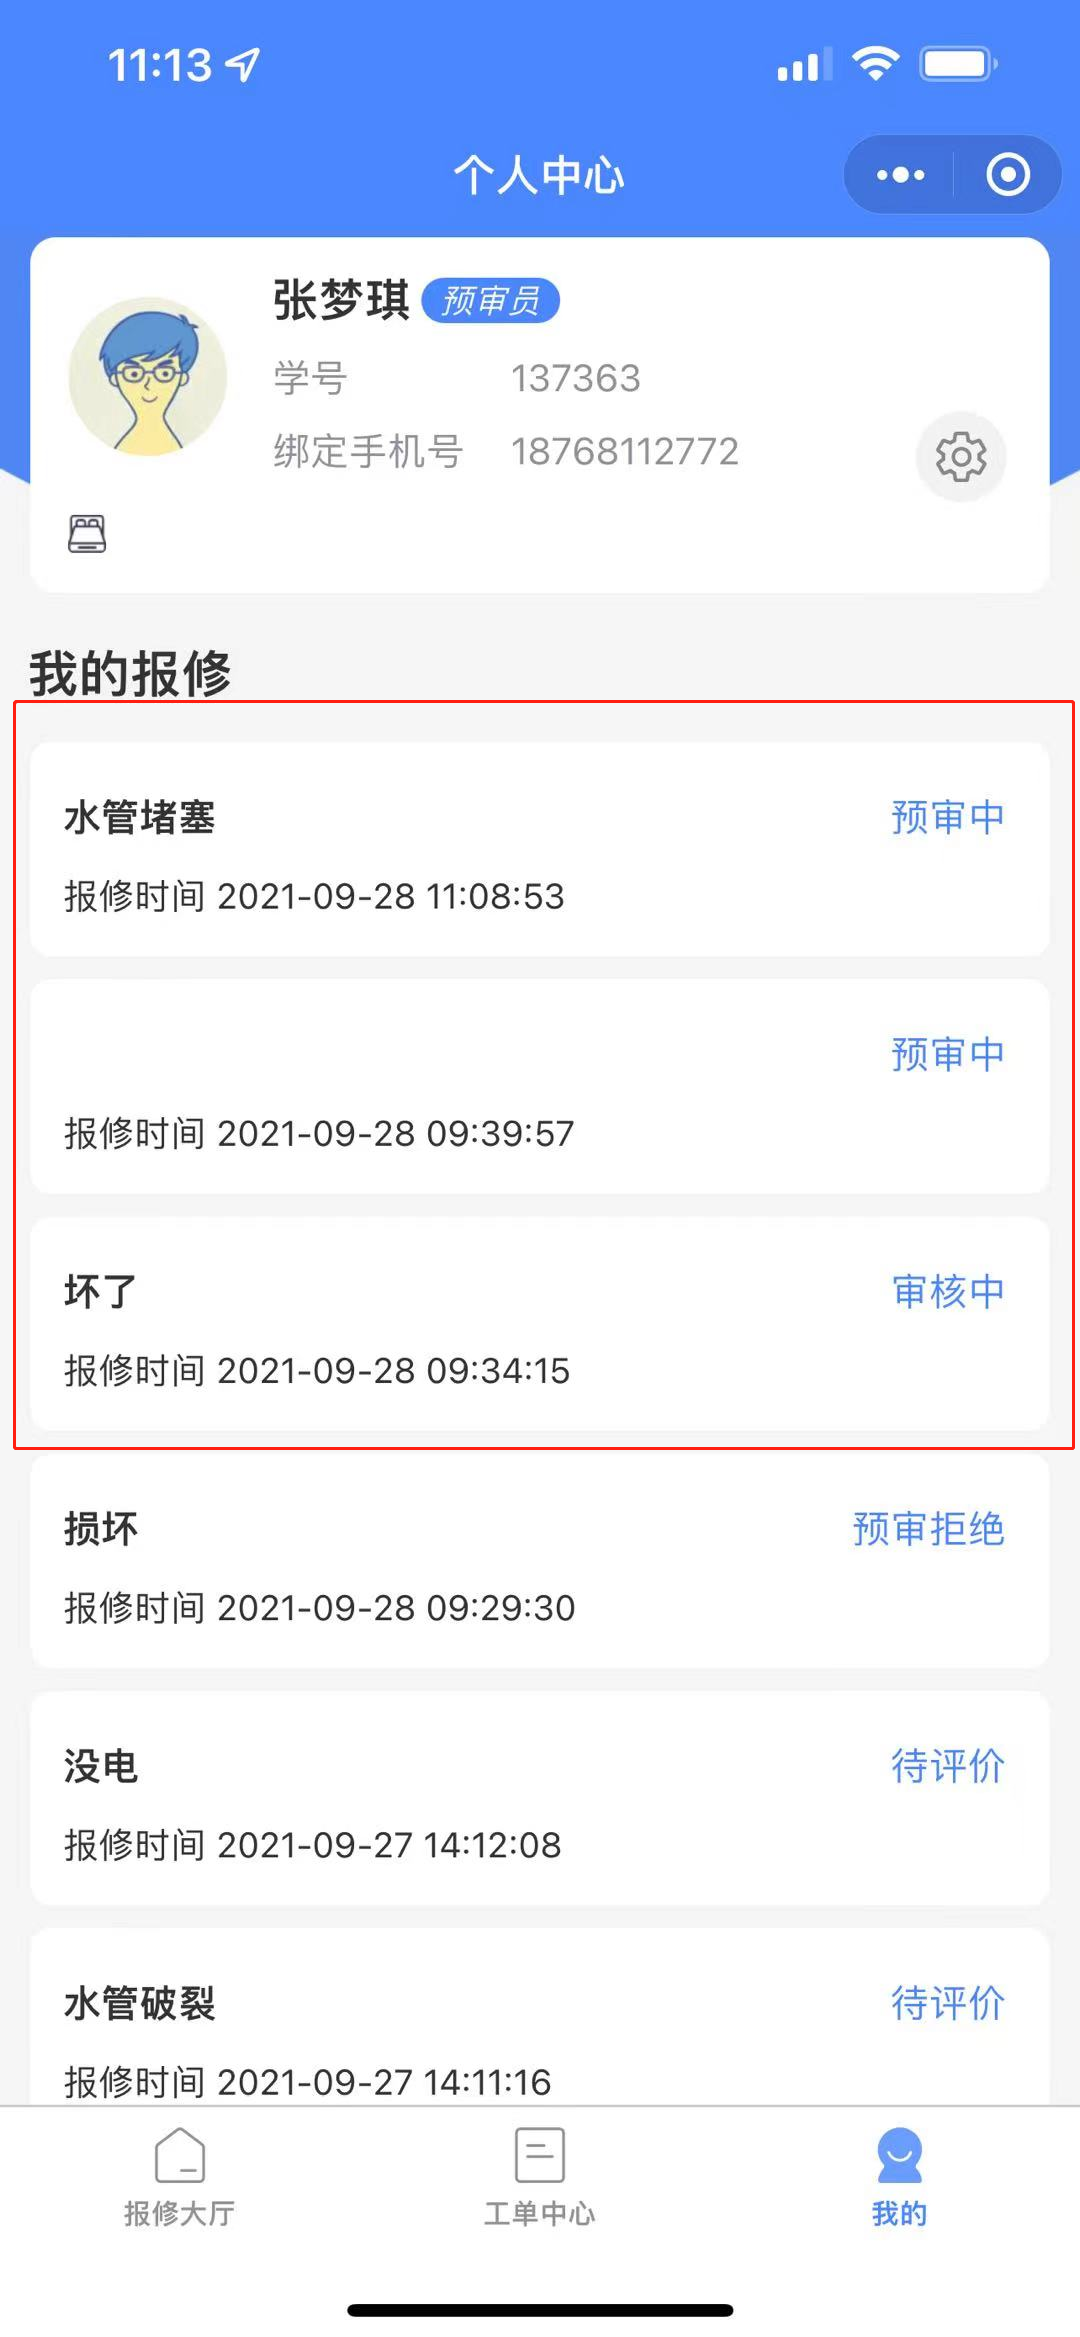 11:13
个人中心
张梦琪 预审员
学号 137363
绑定手机号 18768112772
我的报修
水管堵塞 预审中
报修时间 2021-09-28 11:08:53
预审中
报修时间 2021-09-28 09:39:57
坏了 审核中
报修时间 2021-09-28 09:34:15
损坏 预审拒绝
报修时间 2021-09-28 09:29:30
没电 待评价
报修时间 2021-09-27 14:12:08
水管破裂 待评价
报修时间 2021-09-27 14:11:16
报修大厅 工单中心 我的